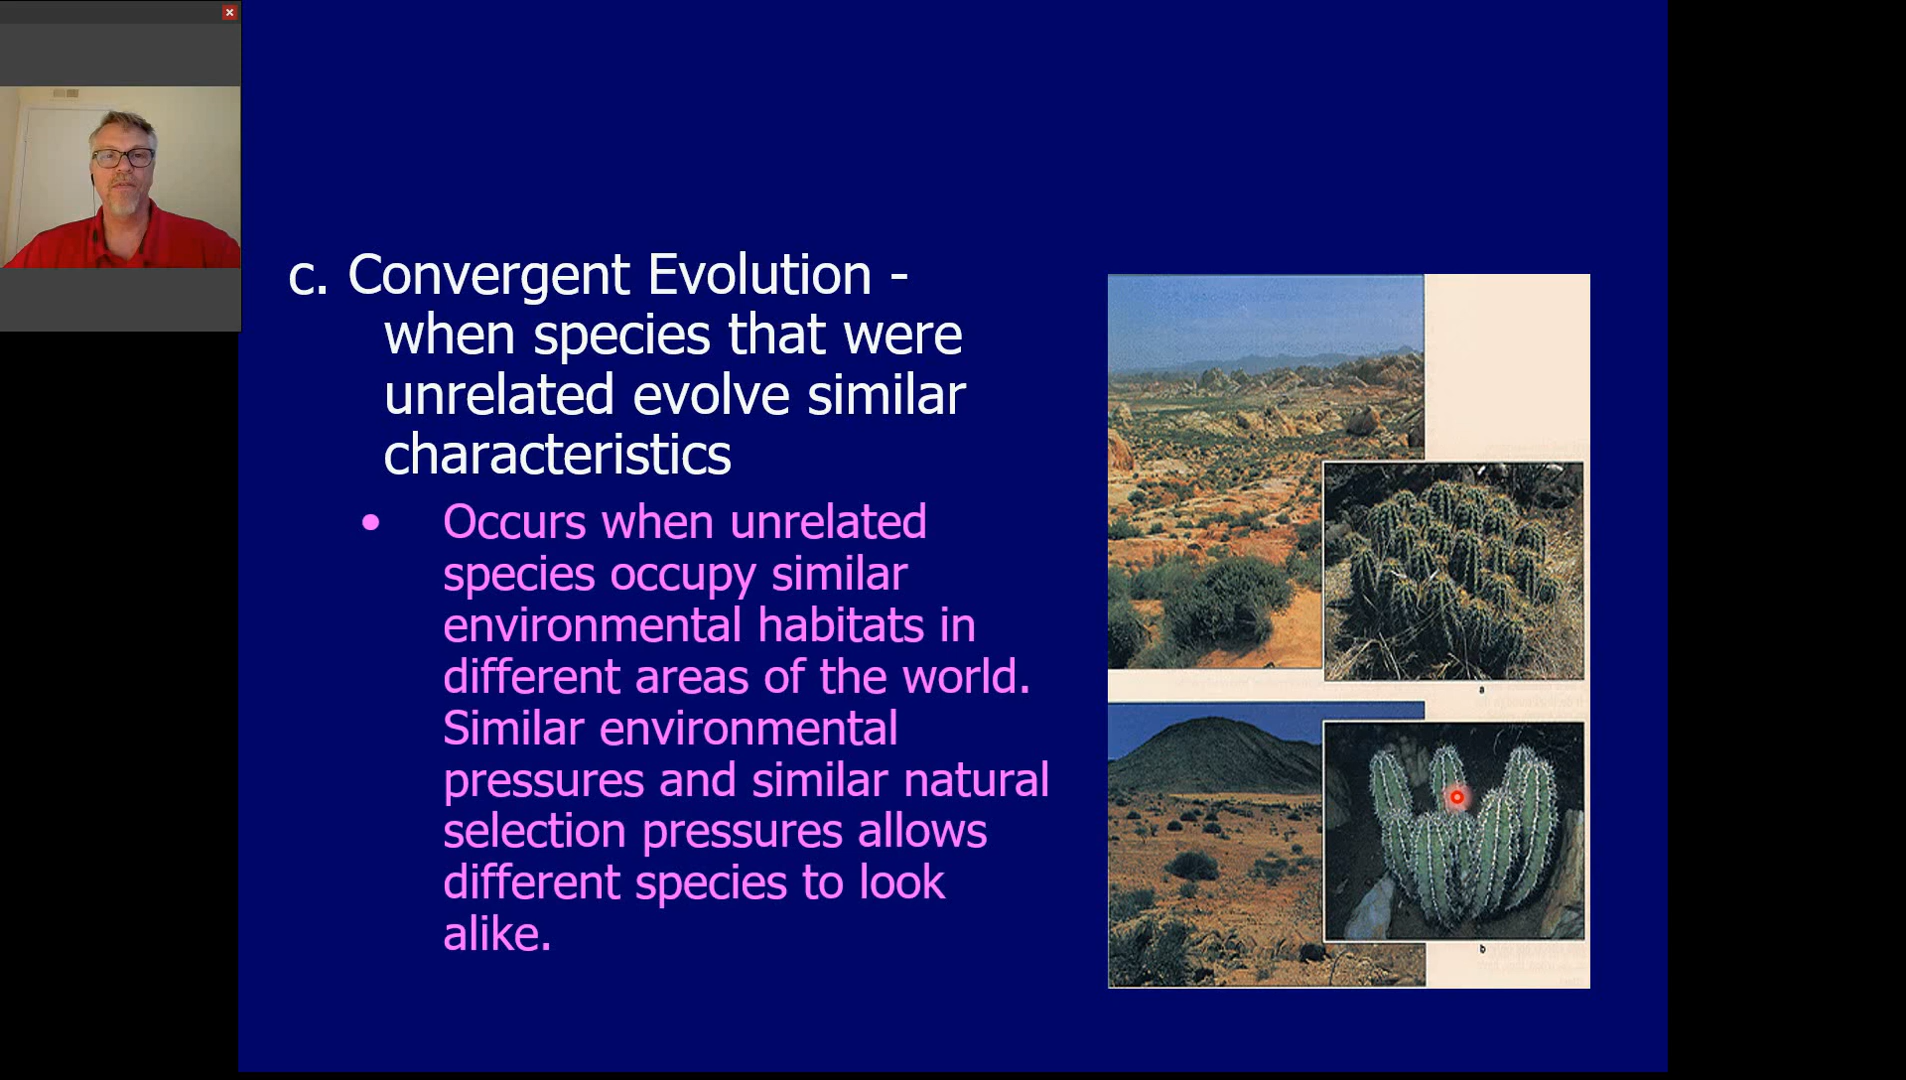 c. Convergent Evolution -
when species that were
unrelated evolve similar
characteristics
• Occurs when unrelated
species occupy similar
environmental habitats in
different areas of the world.
Similar environmental
pressures and similar natural
selection pressures allows
different species to look
alike.
a
b